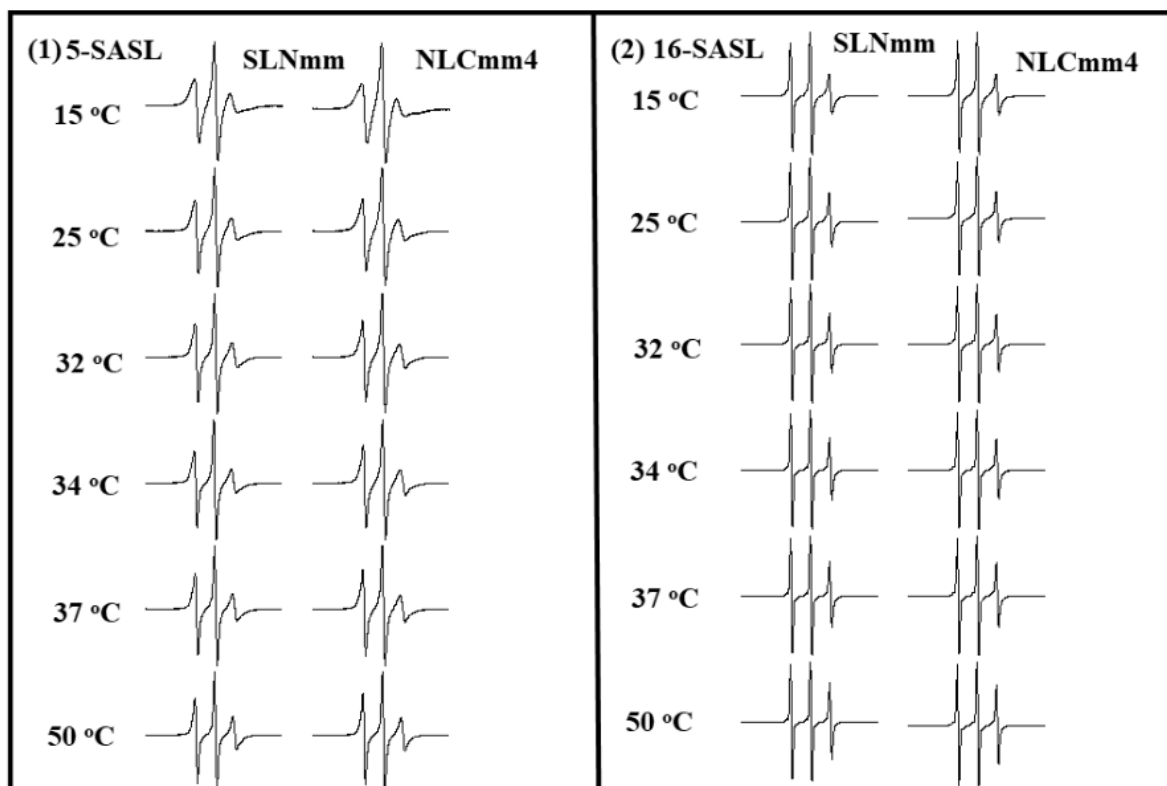 (1) 5-SASL SLNmm NLCmm4
15 °C
25 °C
32 °C
34 °C
37 °C
50 °C
(2) 16-SASL SLNmm NLCmm4
15 °C
25 °C
32 °C
34 °C
37 °C
50 °C